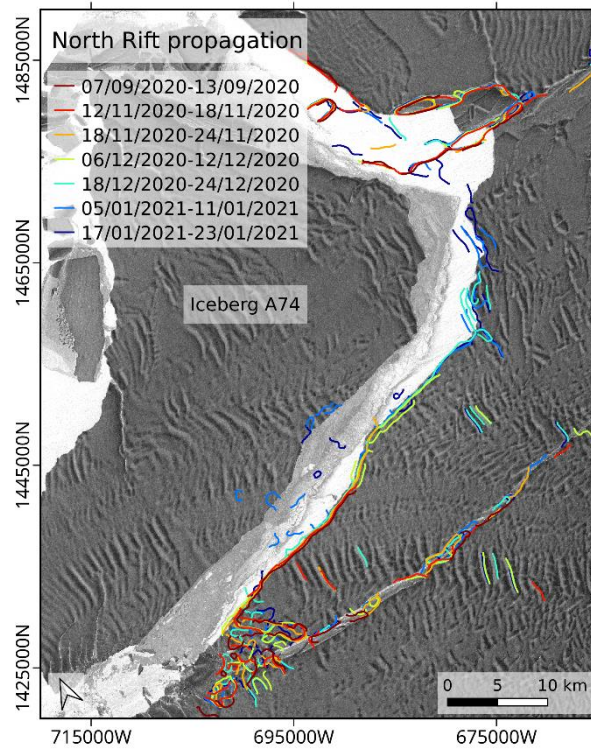 North Rift propagation
07/09/2020-13/09/2020
12/11/2020-18/11/2020
18/11/2020-24/11/2020
06/12/2020-12/12/2020
18/12/2020-24/12/2020
05/01/2021-11/01/2021
17/01/2021-23/01/2021
Iceberg A74
1485000N
1465000N
1445000N
1425000N
0 5 10 km
715000W 695000W 675000W